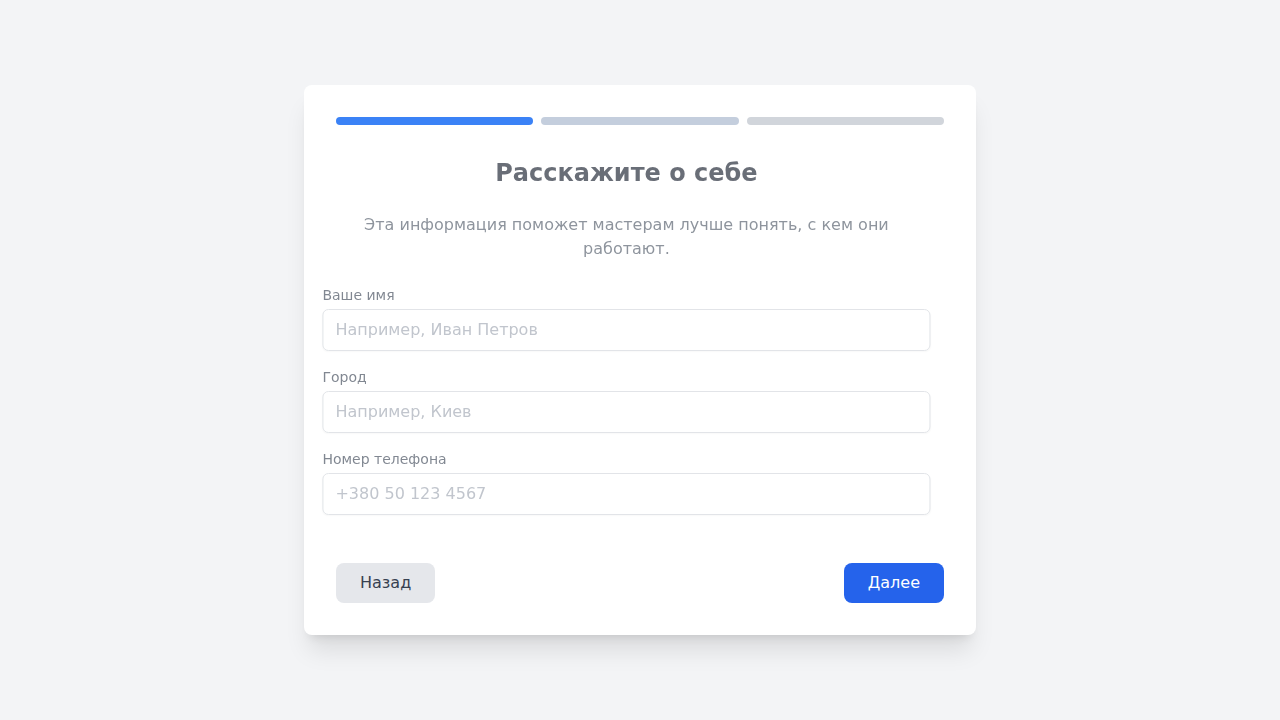 Расскажите о себе
Эта информация поможет мастерам лучше понять, с кем они
работают.
Ваше имя
Например, Иван Петров
Город
Например, Киев
Номер телефона
+380 50 123 4567
Назад
Далее